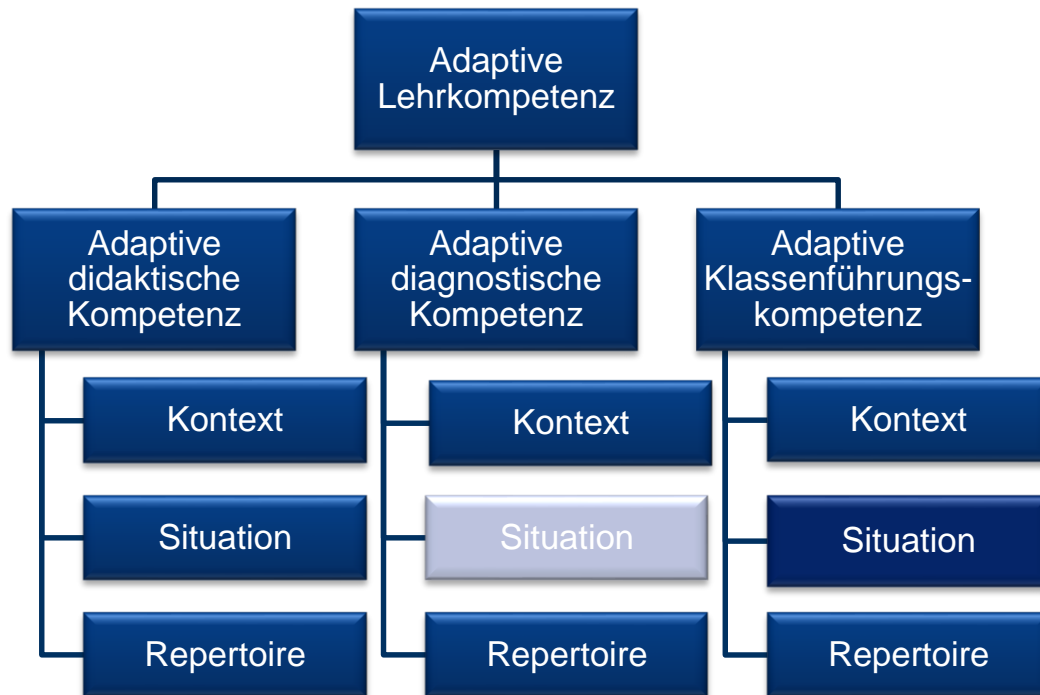 Adaptive
Lehrkompetenz
Adaptive
didaktische
Kompetenz
Adaptive
diagnostische
Kompetenz
Adaptive
Klassenführungs-
kompetenz
Kontext
Kontext
Kontext
Situation
Situation
Situation
Repertoire
Repertoire
Repertoire